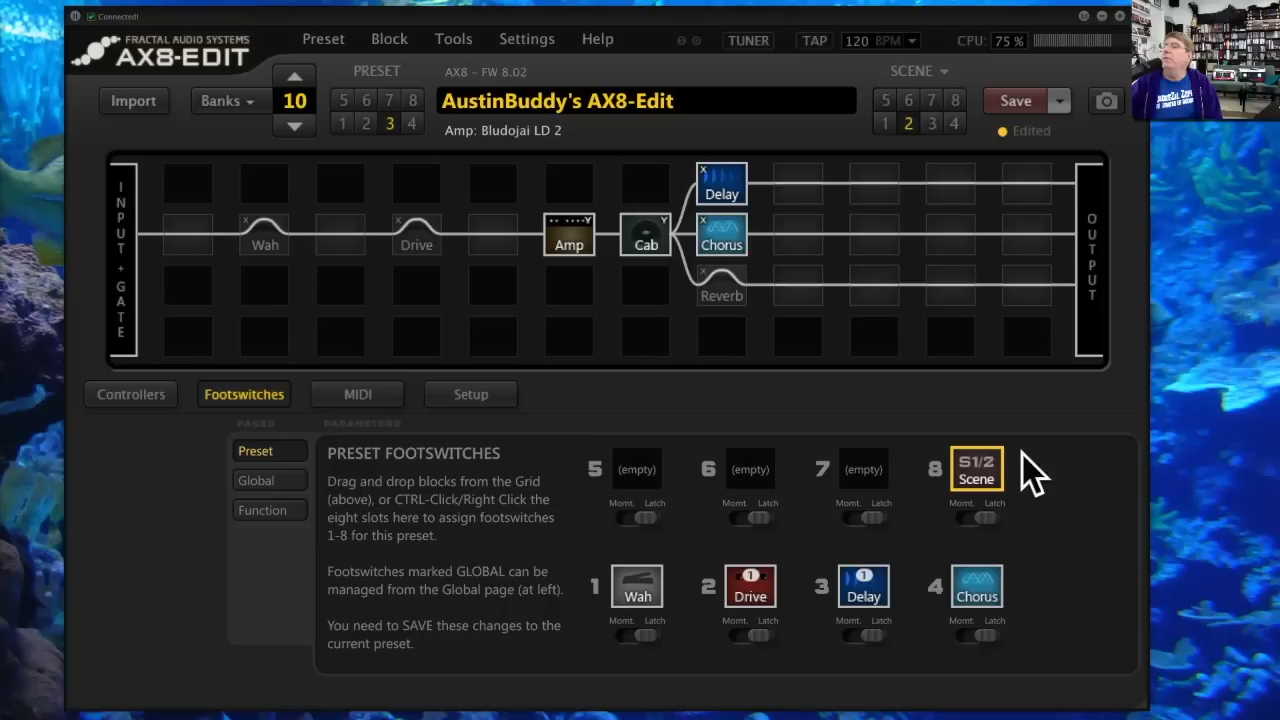 Connected!
FRACTAL AUDIO SYSTEMS
AX8-EDIT
Preset Block Tools Settings Help
TUNER TAP 120 BPM CPU: 75 %
PRESET AX8 - FW 8.02 SCENE
Import Banks 10
5 6 7 8
1 2 3 4
AustinBuddy's AX8-Edit
Amp: Bludojai LD 2
5 6 7 8
1 2 3 4
Save
Edited
INPUT + GATE
X Delay
X Wah X Drive Y Amp Y Cab X Chorus
X Reverb
OUTPUT
Controllers Footswitches MIDI Setup
PAGES PARAMETERS
Preset
Global
Function
PRESET FOOTSWITCHES
Drag and drop blocks from the Grid
(above), or CTRL-Click/Right Click the
eight slots here to assign footswitches
1-8 for this preset.
Footswitches marked GLOBAL can be
managed from the Global page (at left).
You need to SAVE these changes to the
current preset.
5 (empty) 6 (empty) 7 (empty) 8 S1/2 Scene
Momt. Latch Momt. Latch Momt. Latch Momt. Latch
1 Wah 2 1 Drive 3 1 Delay 4 Chorus
Momt. Latch Momt. Latch Momt. Latch Momt. Latch